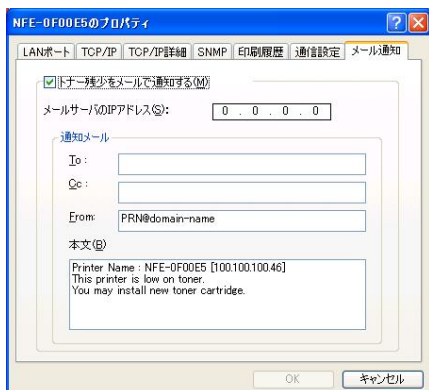 NFE-0F00E5のプロパティ
LANポート TCP/IP TCP/IP詳細 SNMP 印刷履歴 通信設定 メール通知
トナー残少をメールで通知する(M)
メールサーバのIPアドレス(S): 0 . 0 . 0 . 0
通知メール
To :
Cc :
From: PRN@domain-name
本文(B)
Printer Name : NFE-0F00E5 [100.100.100.46]
This printer is low on toner.
You may install new toner cartridge.
OK キャンセル